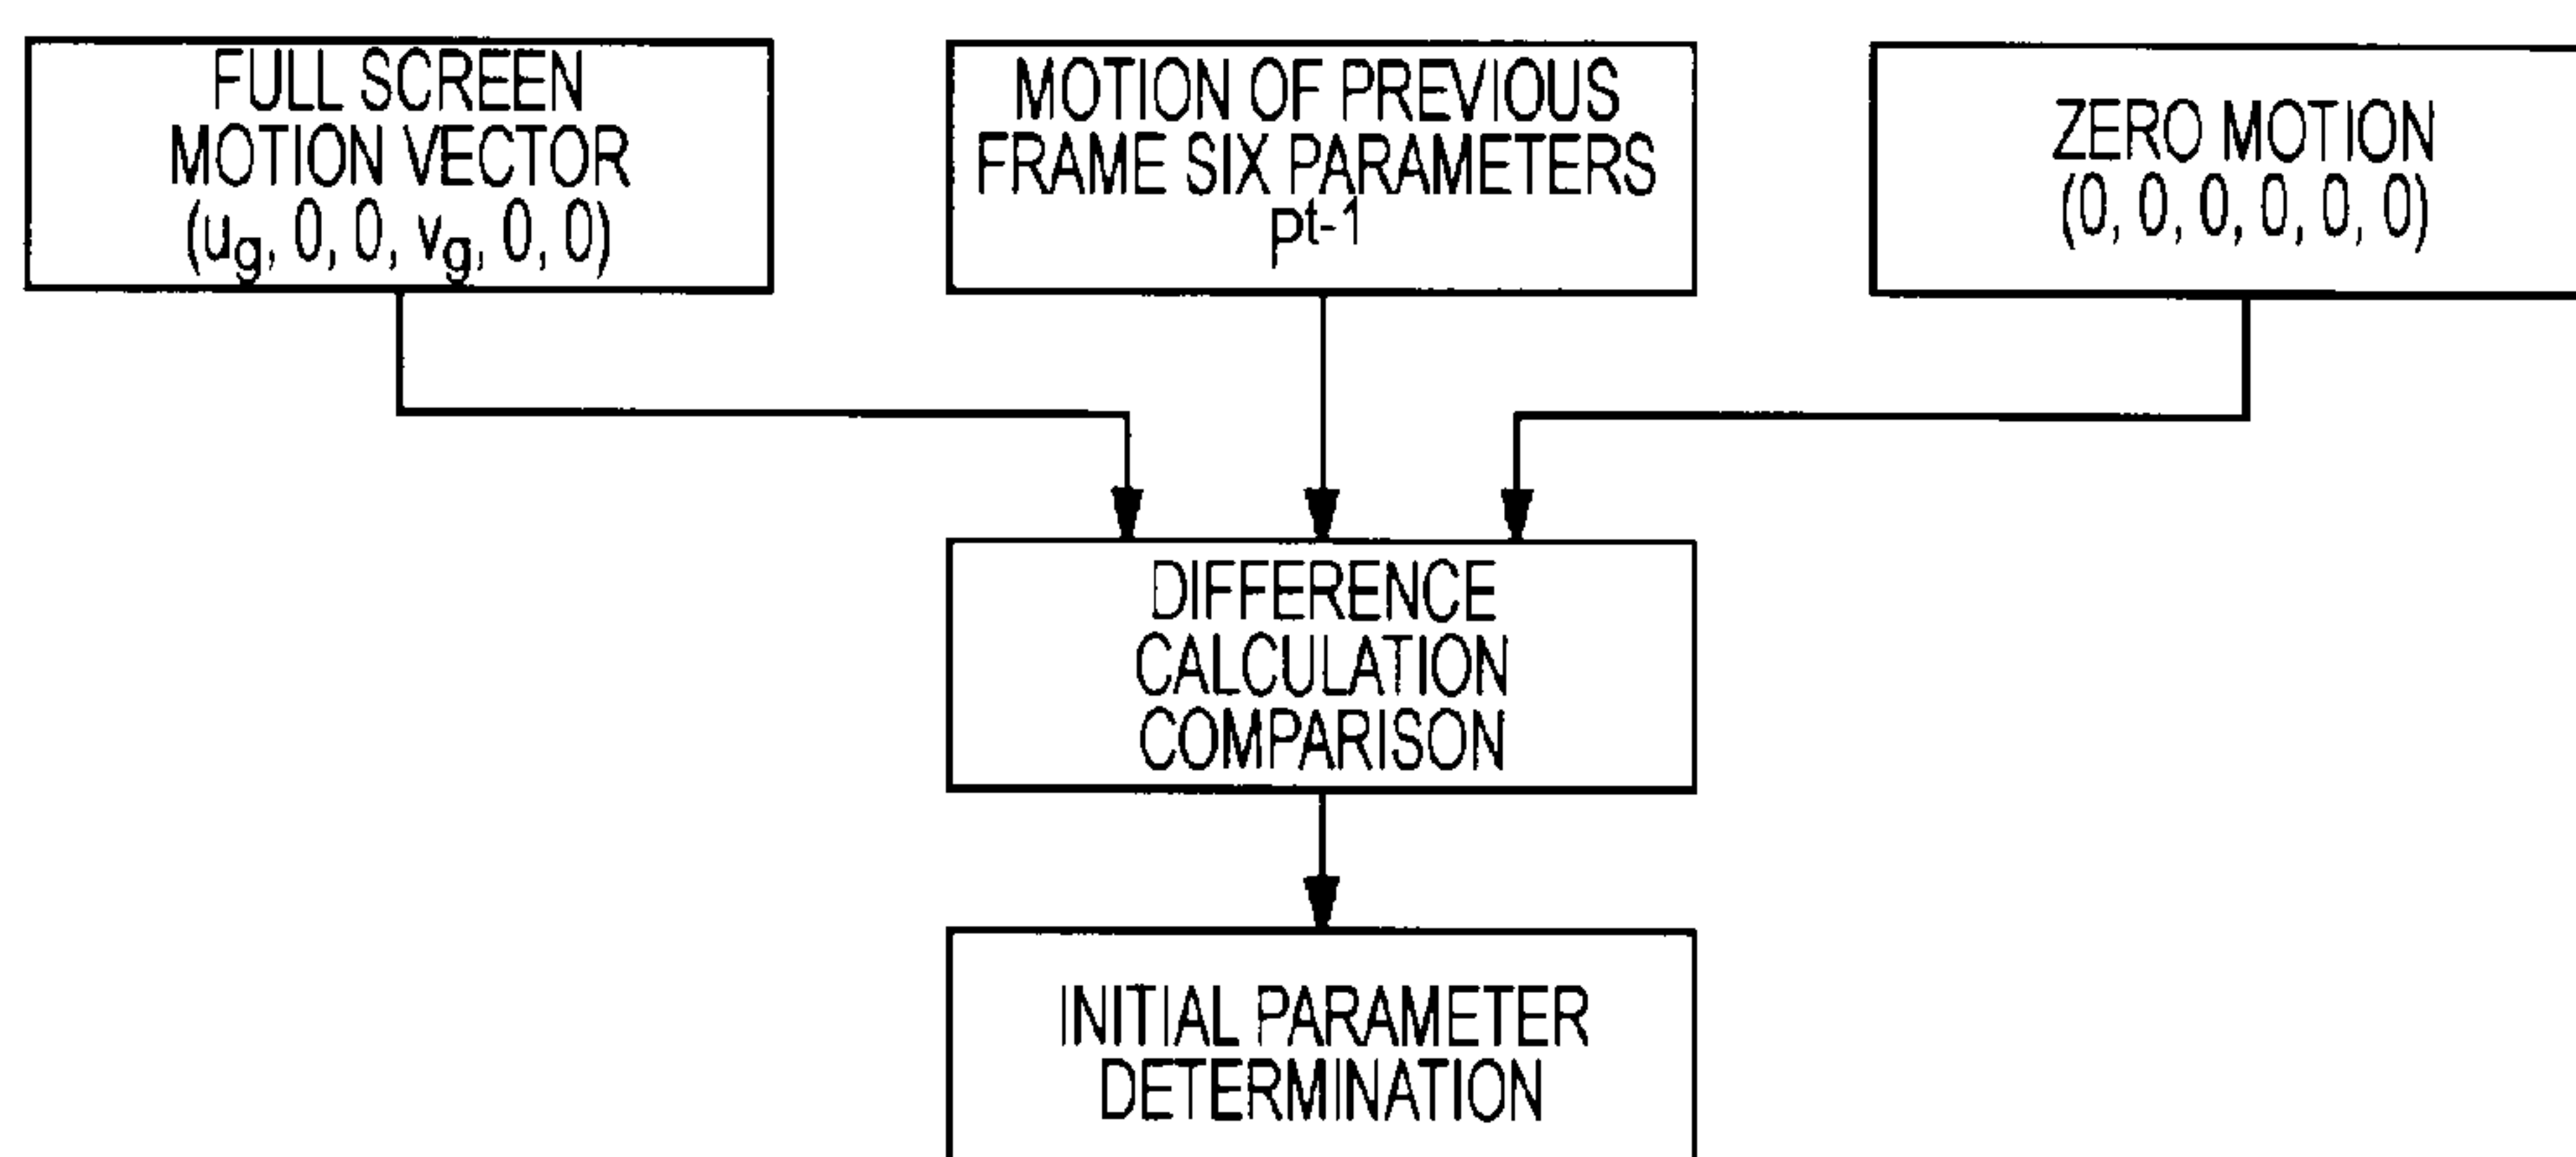 FULL SCREEN
MOTION VECTOR
(ug, 0, 0, vg, 0, 0)
MOTION OF PREVIOUS
FRAME SIX PARAMETERS
pt-1
ZERO MOTION
(0, 0, 0, 0, 0, 0)
DIFFERENCE
CALCULATION
COMPARISON
INITIAL PARAMETER
DETERMINATION